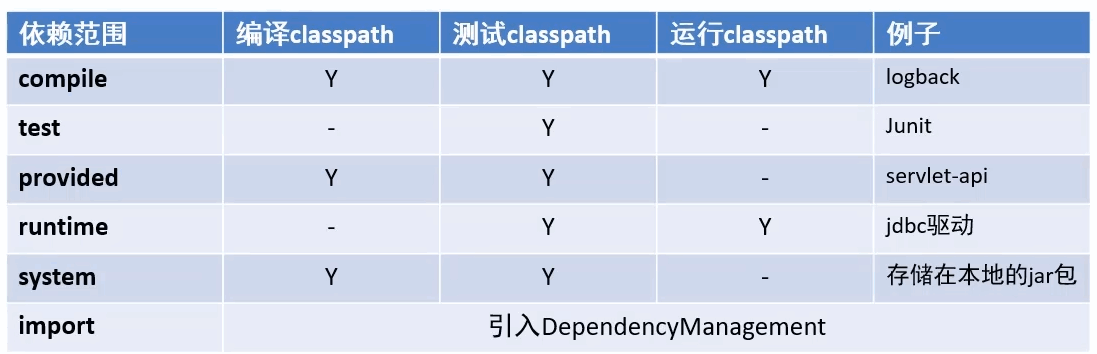 依赖范围 编译classpath 测试classpath 运行classpath 例子
compile Y Y Y logback
test - Y - Junit
provided Y Y - servlet-api
runtime - Y Y jdbc驱动
system Y Y - 存储在本地的jar包
import 引入DependencyManagement